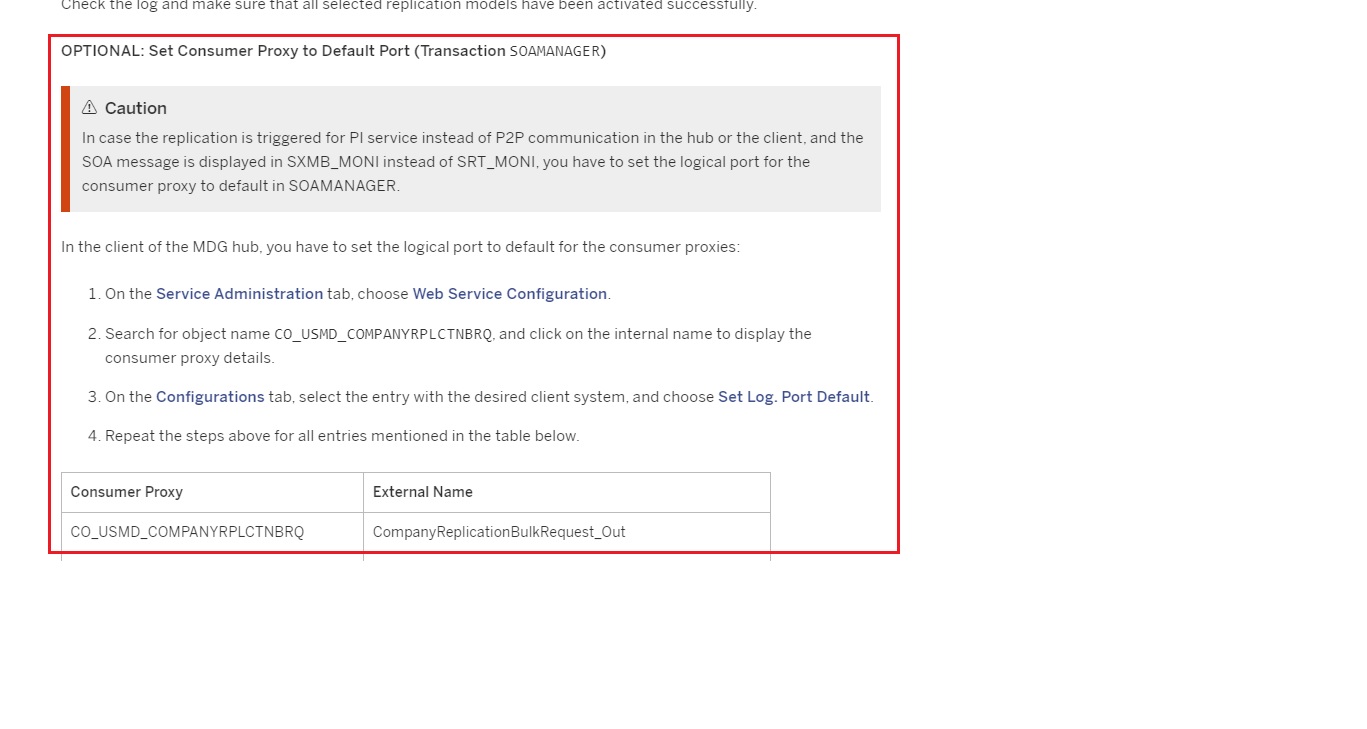 Check the log and make sure that all selected replication models have been activated successfully.
OPTIONAL: Set Consumer Proxy to Default Port (Transaction SOAMANAGER)
Caution
In case the replication is triggered for PI service instead of P2P communication in the hub or the client, and the
SOA message is displayed in SXMB_MONI instead of SRT_MONI, you have to set the logical port for the
consumer proxy to default in SOAMANAGER.
In the client of the MDG hub, you have to set the logical port to default for the consumer proxies:
1. On the Service Administration tab, choose Web Service Configuration.
2. Search for object name CO_USMD_COMPANYRPLCTNBRQ, and click on the internal name to display the
consumer proxy details.
3. On the Configurations tab, select the entry with the desired client system, and choose Set Log. Port Default.
4. Repeat the steps above for all entries mentioned in the table below.
Consumer Proxy External Name
CO_USMD_COMPANYRPLCTNBRQ CompanyReplicationBulkRequest_Out